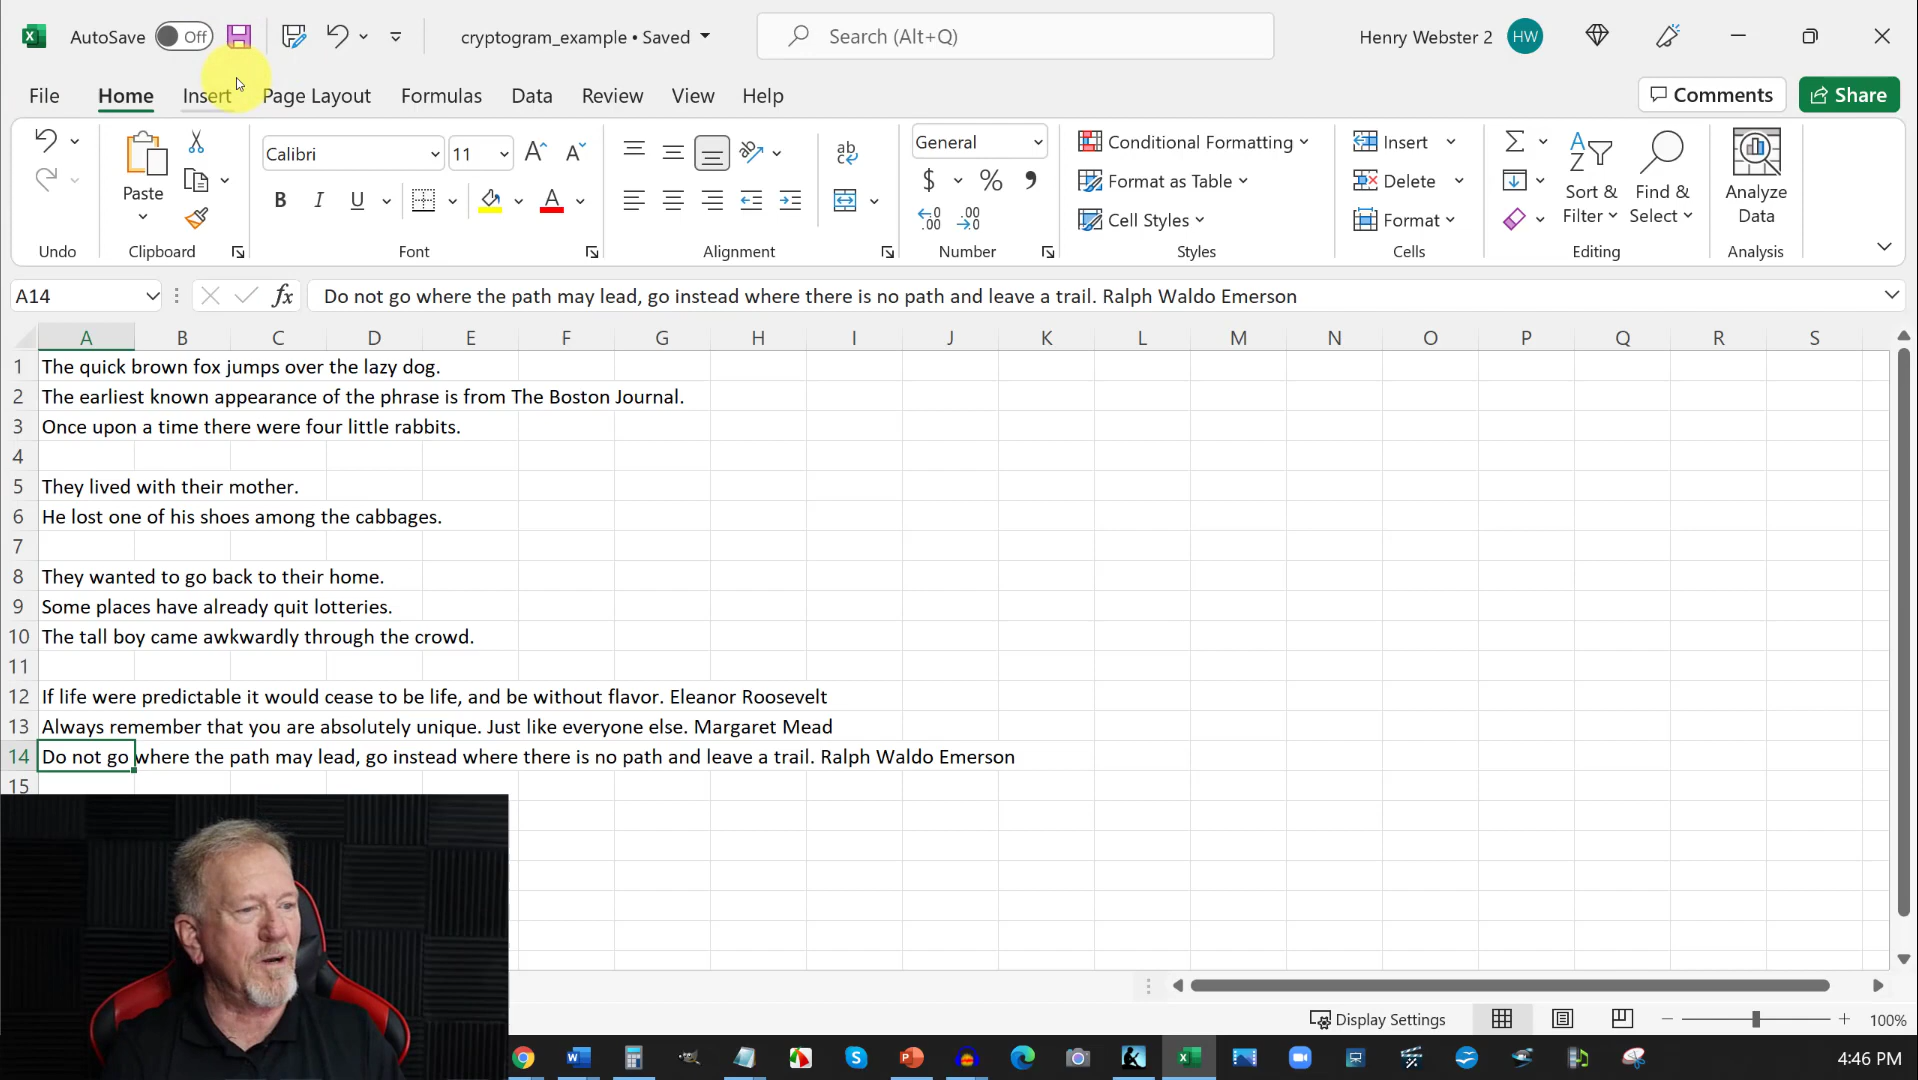 AutoSave Off cryptogram_example • Saved Search (Alt+Q) Henry Webster 2 HW
File Home Insert Page Layout Formulas Data Review View Help Comments Share
Calibri 11 General Conditional Formatting Insert
Format as Table Delete
Paste B I U $ % Cell Styles Format Sort & Filter Find & Select Analyze Data
Undo Clipboard Font Alignment Number Styles Cells Editing Analysis
A14 fx Do not go where the path may lead, go instead where there is no path and leave a trail. Ralph Waldo Emerson
A B C D E F G H I J K L M N O P Q R S
1 The quick brown fox jumps over the lazy dog.
2 The earliest known appearance of the phrase is from The Boston Journal.
3 Once upon a time there were four little rabbits.
4
5 They lived with their mother.
6 He lost one of his shoes among the cabbages.
7
8 They wanted to go back to their home.
9 Some places have already quit lotteries.
10 The tall boy came awkwardly through the crowd.
11
12 If life were predictable it would cease to be life, and be without flavor. Eleanor Roosevelt
13 Always remember that you are absolutely unique. Just like everyone else. Margaret Mead
14 Do not go where the path may lead, go instead where there is no path and leave a trail. Ralph Waldo Emerson
15
Display Settings 100%
4:46 PM